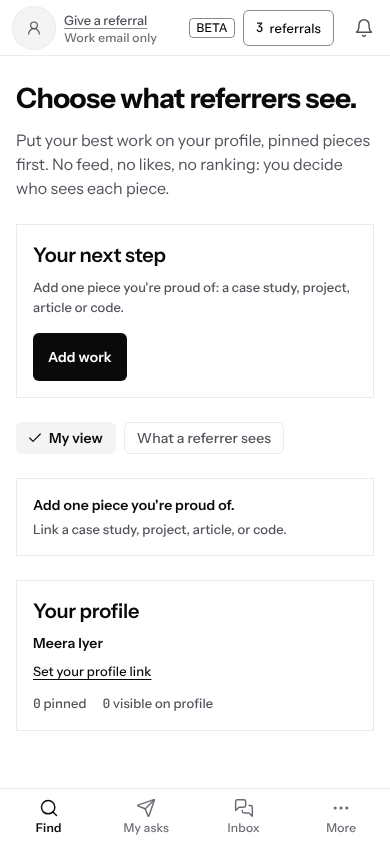 Give a referral
Work email only
BETA
3 referrals
Choose what referrers see.
Put your best work on your profile, pinned pieces
first. No feed, no likes, no ranking: you decide
who sees each piece.
Your next step
Add one piece you're proud of: a case study, project,
article or code.
Add work
My view
What a referrer sees
Add one piece you're proud of.
Link a case study, project, article, or code.
Your profile
Meera Iyer
Set your profile link
0 pinned 0 visible on profile
Find
My asks
Inbox
More